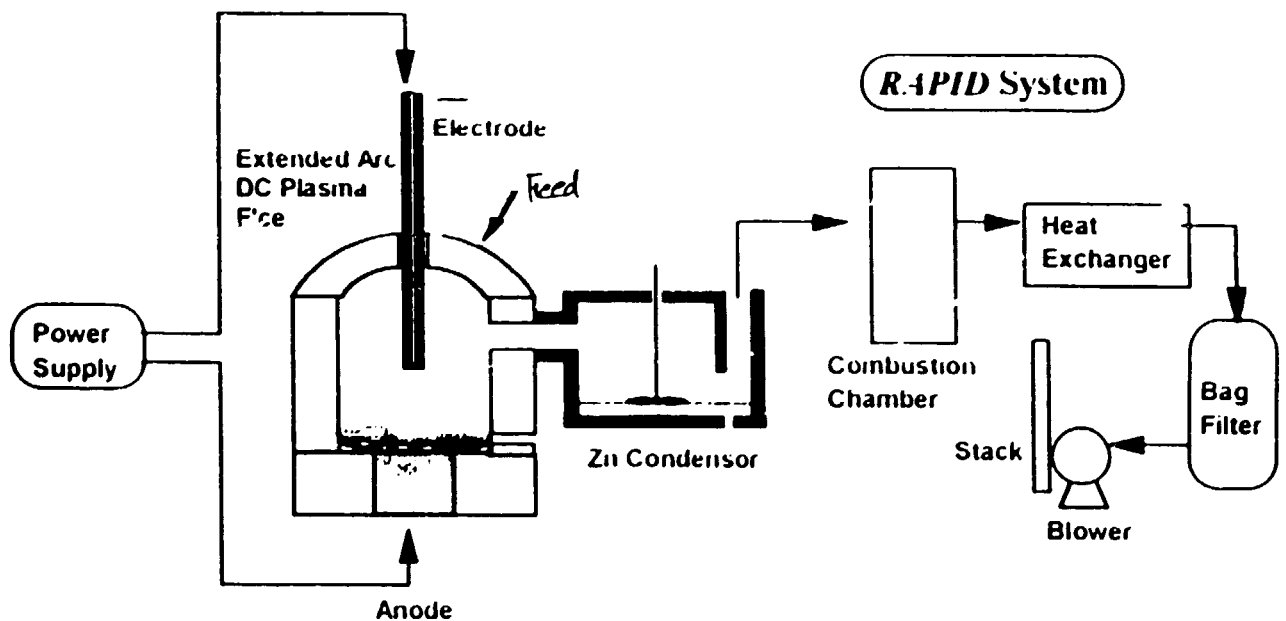 RAPID System
Electrode
Extended Arc
DC Plasma
F'ce
Feed
Power
Supply
Heat
Exchanger
Combustion
Chamber
Bag
Filter
Zn Condensor
Stack
Blower
Anode